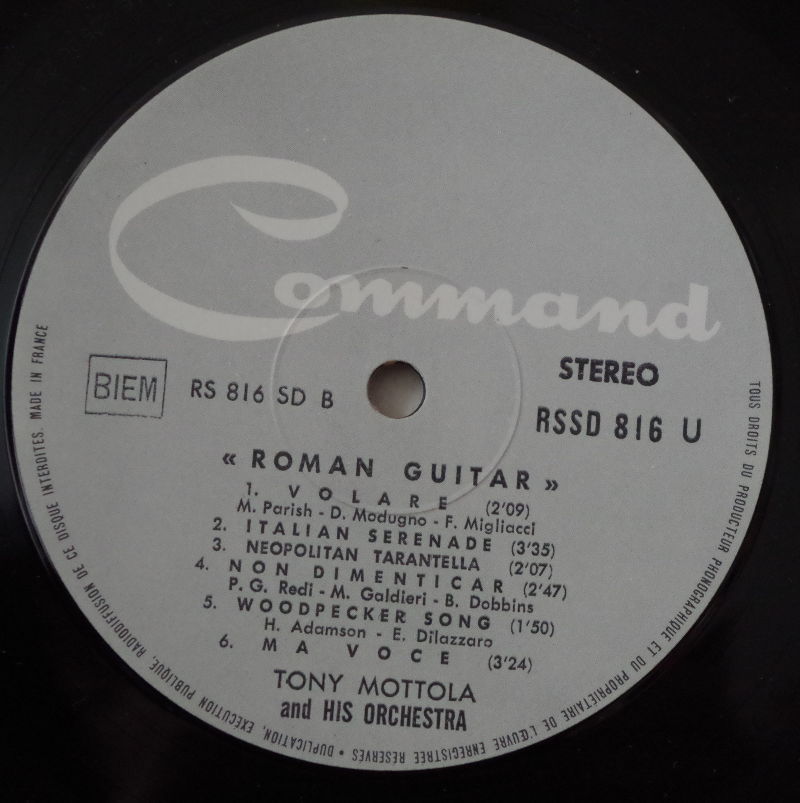 Command
BIEM
RS 816 SD B
STEREO
RSSD 816 U
« ROMAN GUITAR »
1. VOLARE (2'09)
M. Parish - D. Modugno - F. Migliacci
2. ITALIAN SERENADE (3'35)
3. NEOPOLITAN TARANTELLA (2'07)
4. NON DIMENTICAR (2'47)
P. G. Redi - M. Galdieri - B. Dobbins
5. WOODPECKER SONG (1'50)
H. Adamson - E. Dilazzaro
6. MA VOCE (3'24)
TONY MOTTOLA
and HIS ORCHESTRA
TOUS DROITS DU PRODUCTEUR PHONOGRAPHIQUE ET DU PROPRIETAIRE DE L'ŒUVRE ENREGISTREE RESERVES • DUPLICATION, EXÉCUTION PUBLIQUE, RADIODIFFUSION DE CE DISQUE INTERDITES. MADE IN FRANCE